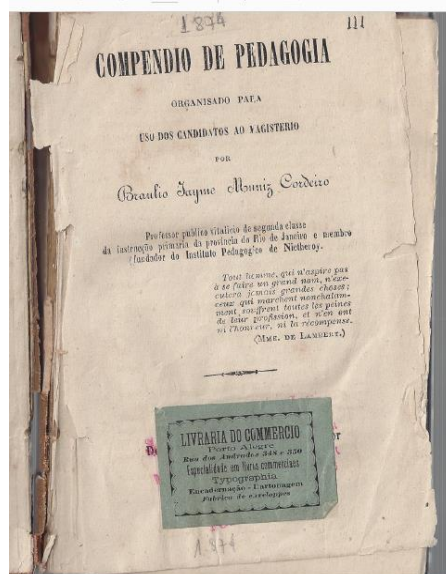 1874
111
COMPENDIO DE PEDAGOGIA
ORGANISADO PARA
USO DOS CANDIDATOS AO MAGISTERIO
POR
Braulio Jayme Muniz Cordeiro
Professor publico vitalicio de segunda classe
da instrucção primaria da provincia do Rio de Janeiro e membro
fundador do Instituto Pedagogico de Nictheroy.
Tout homme, qui n'aspire pas
à se faire un grand nom, n'exe-
cutera jamais grandes choses;
ceux qui marchent nonchalam-
ment, souffrent toutes les peines
de leur profission, et n'en ont
ni l'honneur, ni la récompense.
(MME. DE LAMBERT.)
LIVRARIA DO COMMERCIO
Porto Alegre
Rua dos Andradas 348 e 350
Especialidade em livros commerciaes
Typographia
Encadernação - Cartonagem
Fabrica de enveloppes
1.874